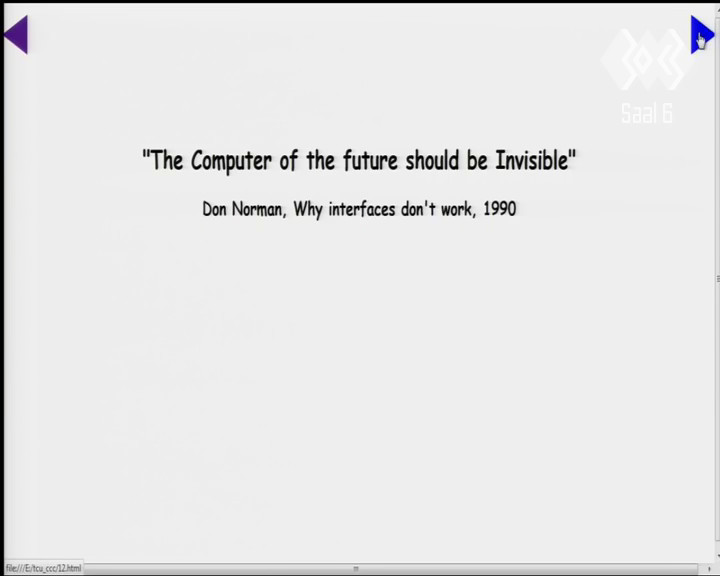 Saal 6
"The Computer of the future should be Invisible"
Don Norman, Why interfaces don't work, 1990
file:///E:/tcu_ccc/12.html